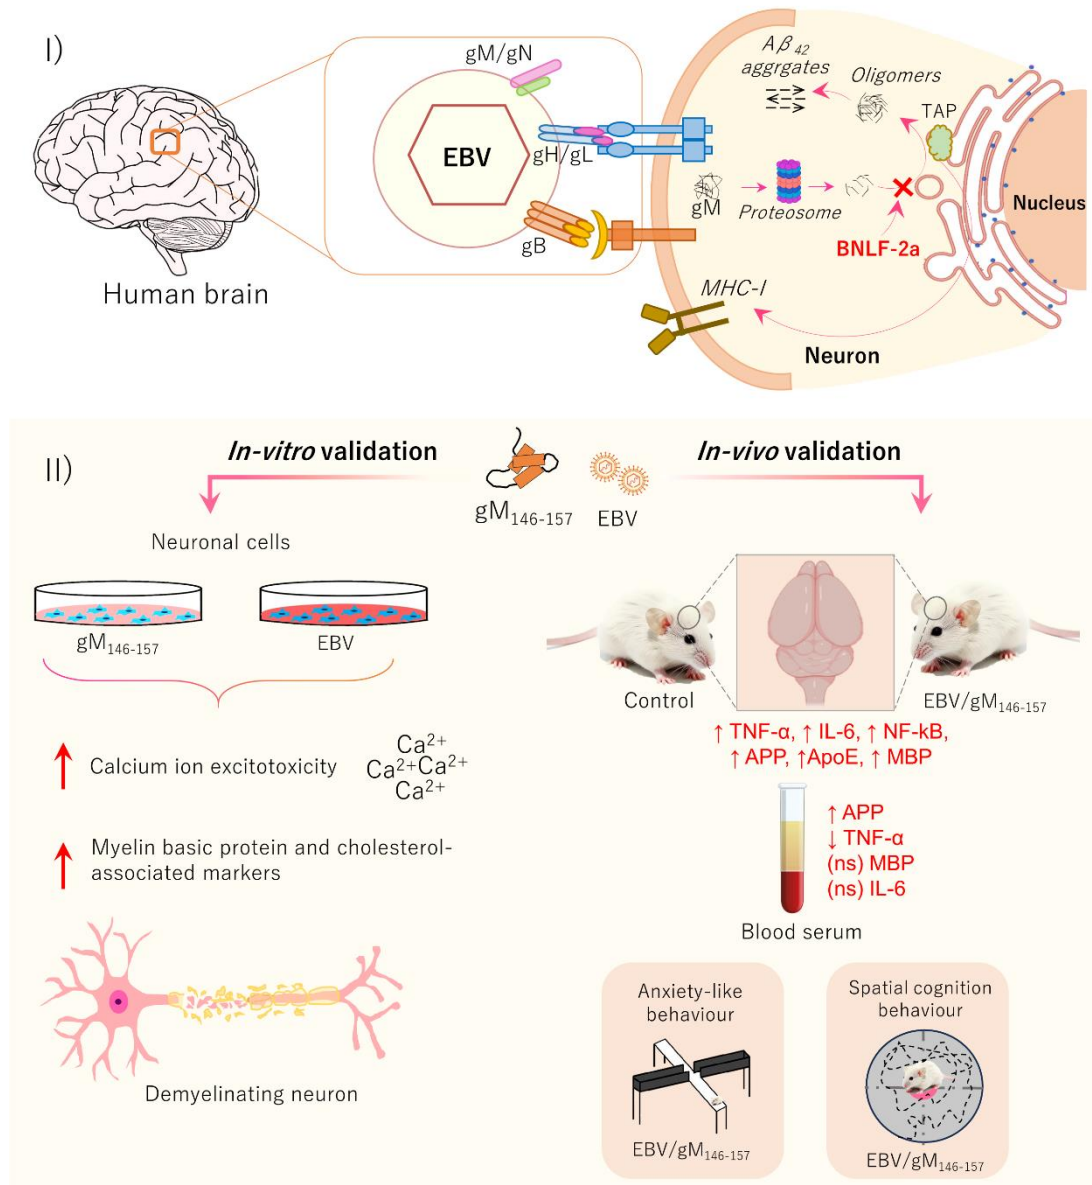 I)
Human brain
gM/gN
EBV
gH/gL
gB
Aβ₄₂
aggrgates
Oligomers
TAP
gM
Proteosome
BNLF-2a
Nucleus
MHC-I
Neuron
II)
In-vitro validation
In-vivo validation
gM₁₄₆₋₁₅₇
EBV
Neuronal cells
gM₁₄₆₋₁₅₇
EBV
↑ Calcium ion excitotoxicity
Ca²⁺
Ca²⁺Ca²⁺
Ca²⁺
↑ Myelin basic protein and cholesterol-
associated markers
Demyelinating neuron
Control
EBV/gM₁₄₆₋₁₅₇
↑ TNF-α, ↑ IL-6, ↑ NF-kB,
↑ APP, ↑ApoE, ↑ MBP
↑ APP
↓ TNF-α
(ns) MBP
(ns) IL-6
Blood serum
Anxiety-like
behaviour
EBV/gM₁₄₆₋₁₅₇
Spatial cognition
behaviour
EBV/gM₁₄₆₋₁₅₇